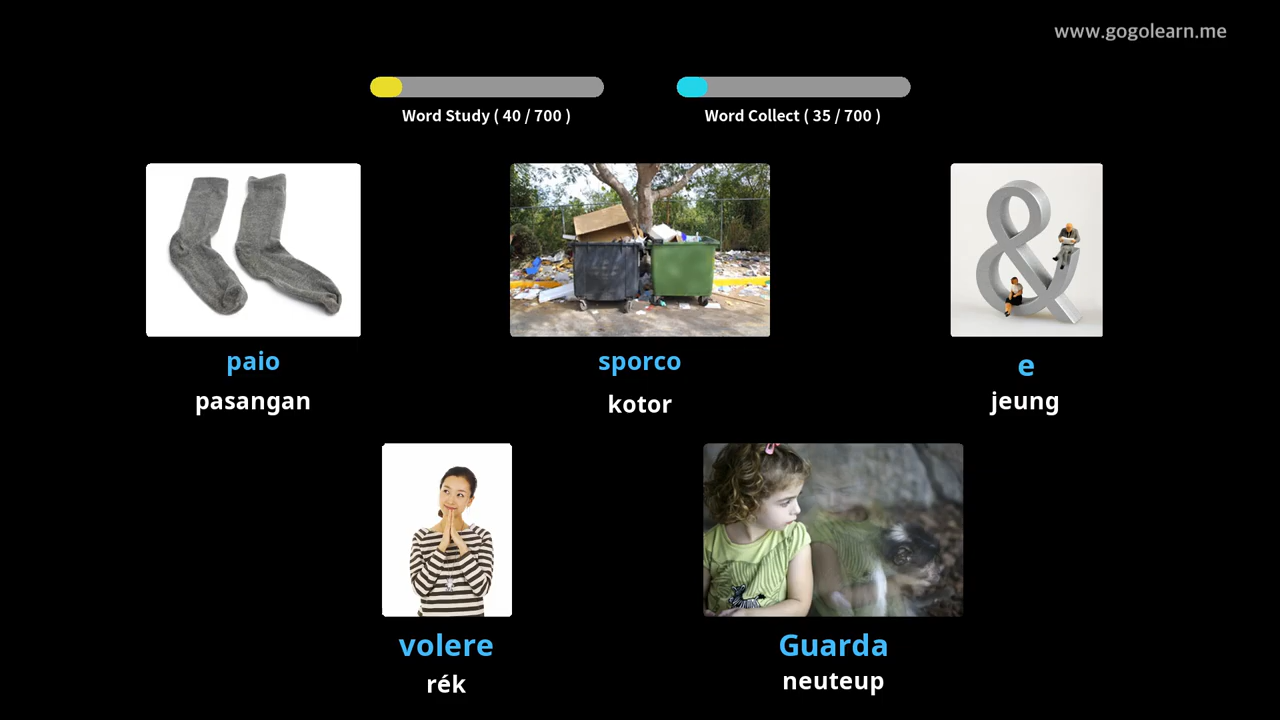 www.gogolearn.me
Word Study ( 40 / 700 )
Word Collect ( 35 / 700 )
paio
pasangan
sporco
kotor
e
jeung
volere
rék
Guarda
neuteup